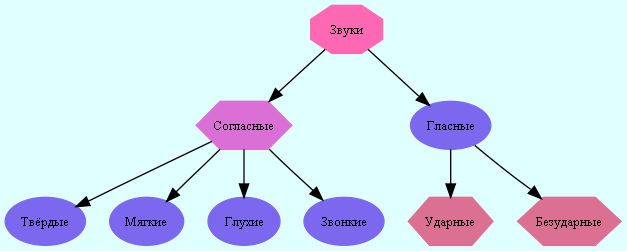 Звуки
Согласные
Гласные
Твёрдые
Мягкие
Глухие
Звонкие
Ударные
Безударные